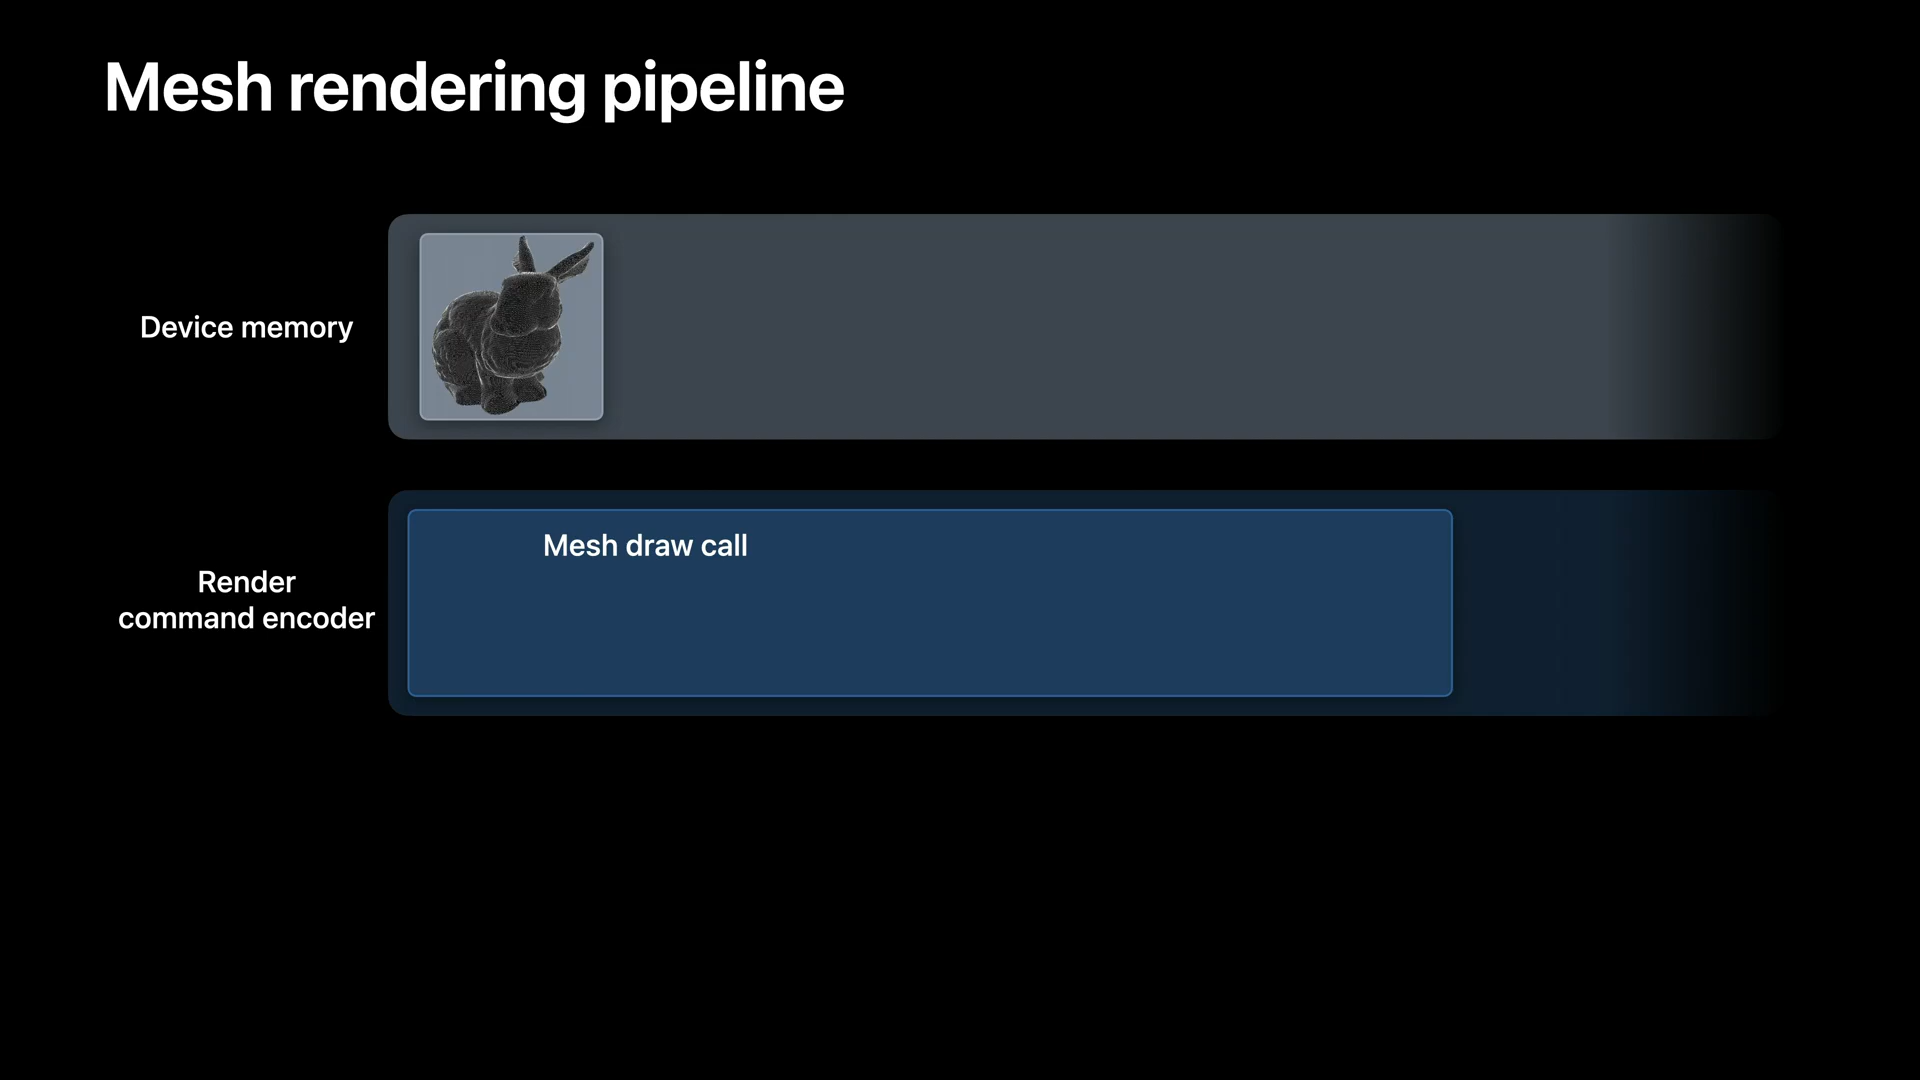 Mesh rendering pipeline
Device memory
Mesh draw call
Render
command encoder